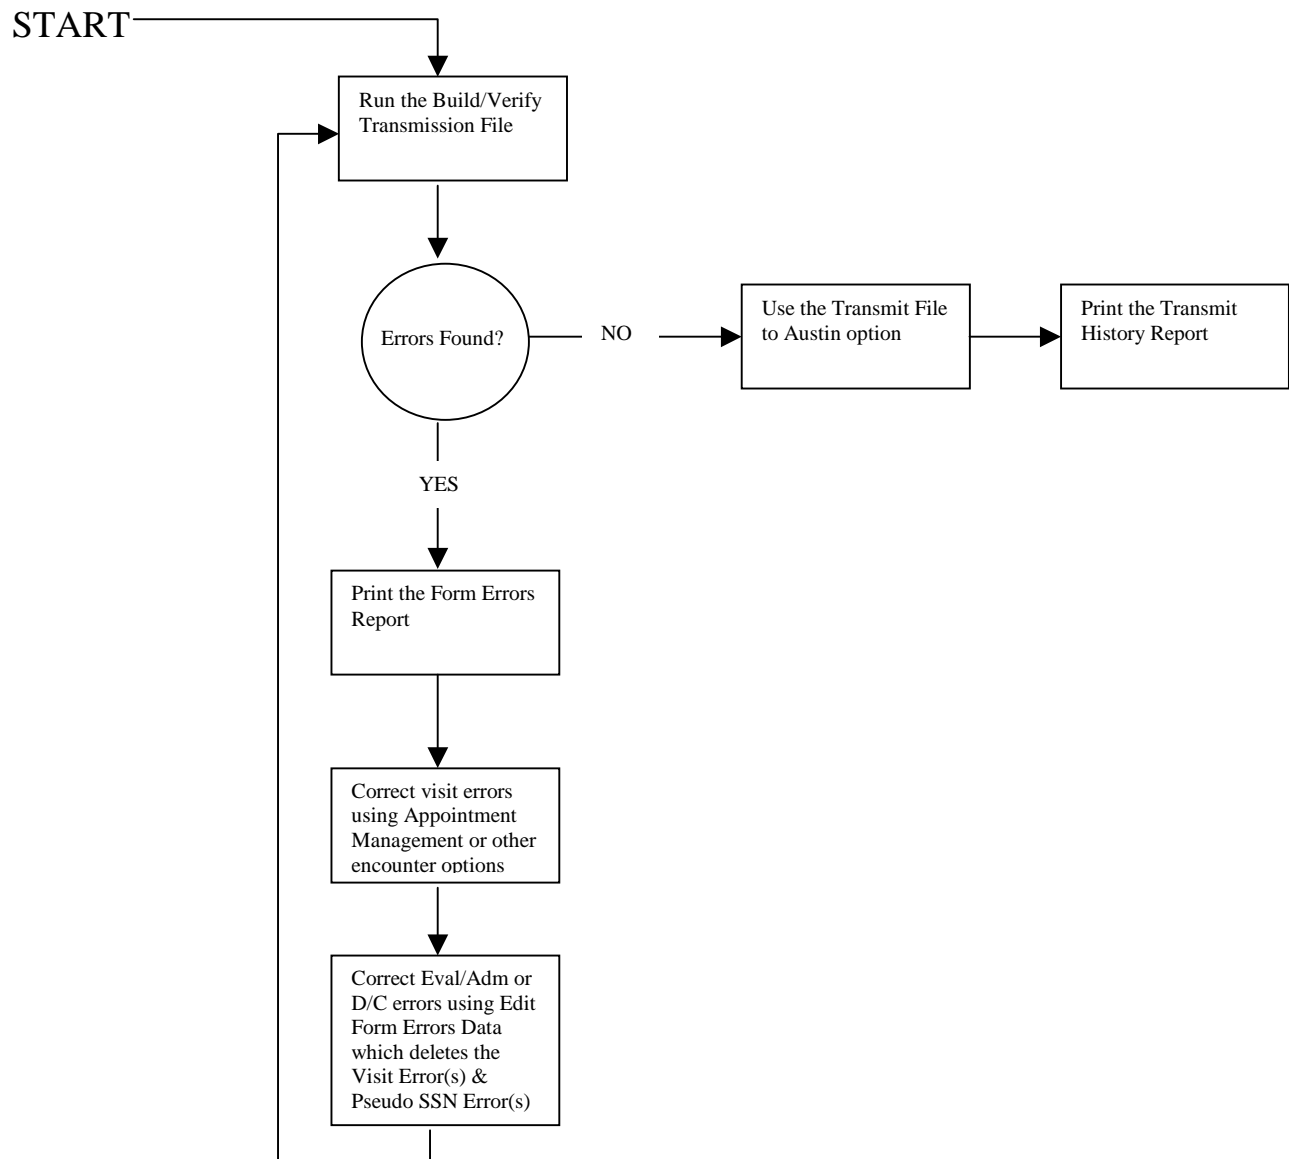 START
Run the Build/Verify
Transmission File
Errors Found?
NO
Use the Transmit File
to Austin option
Print the Transmit
History Report
YES
Print the Form Errors
Report
Correct visit errors
using Appointment
Management or other
encounter options
Correct Eval/Adm or
D/C errors using Edit
Form Errors Data
which deletes the
Visit Error(s) &
Pseudo SSN Error(s)